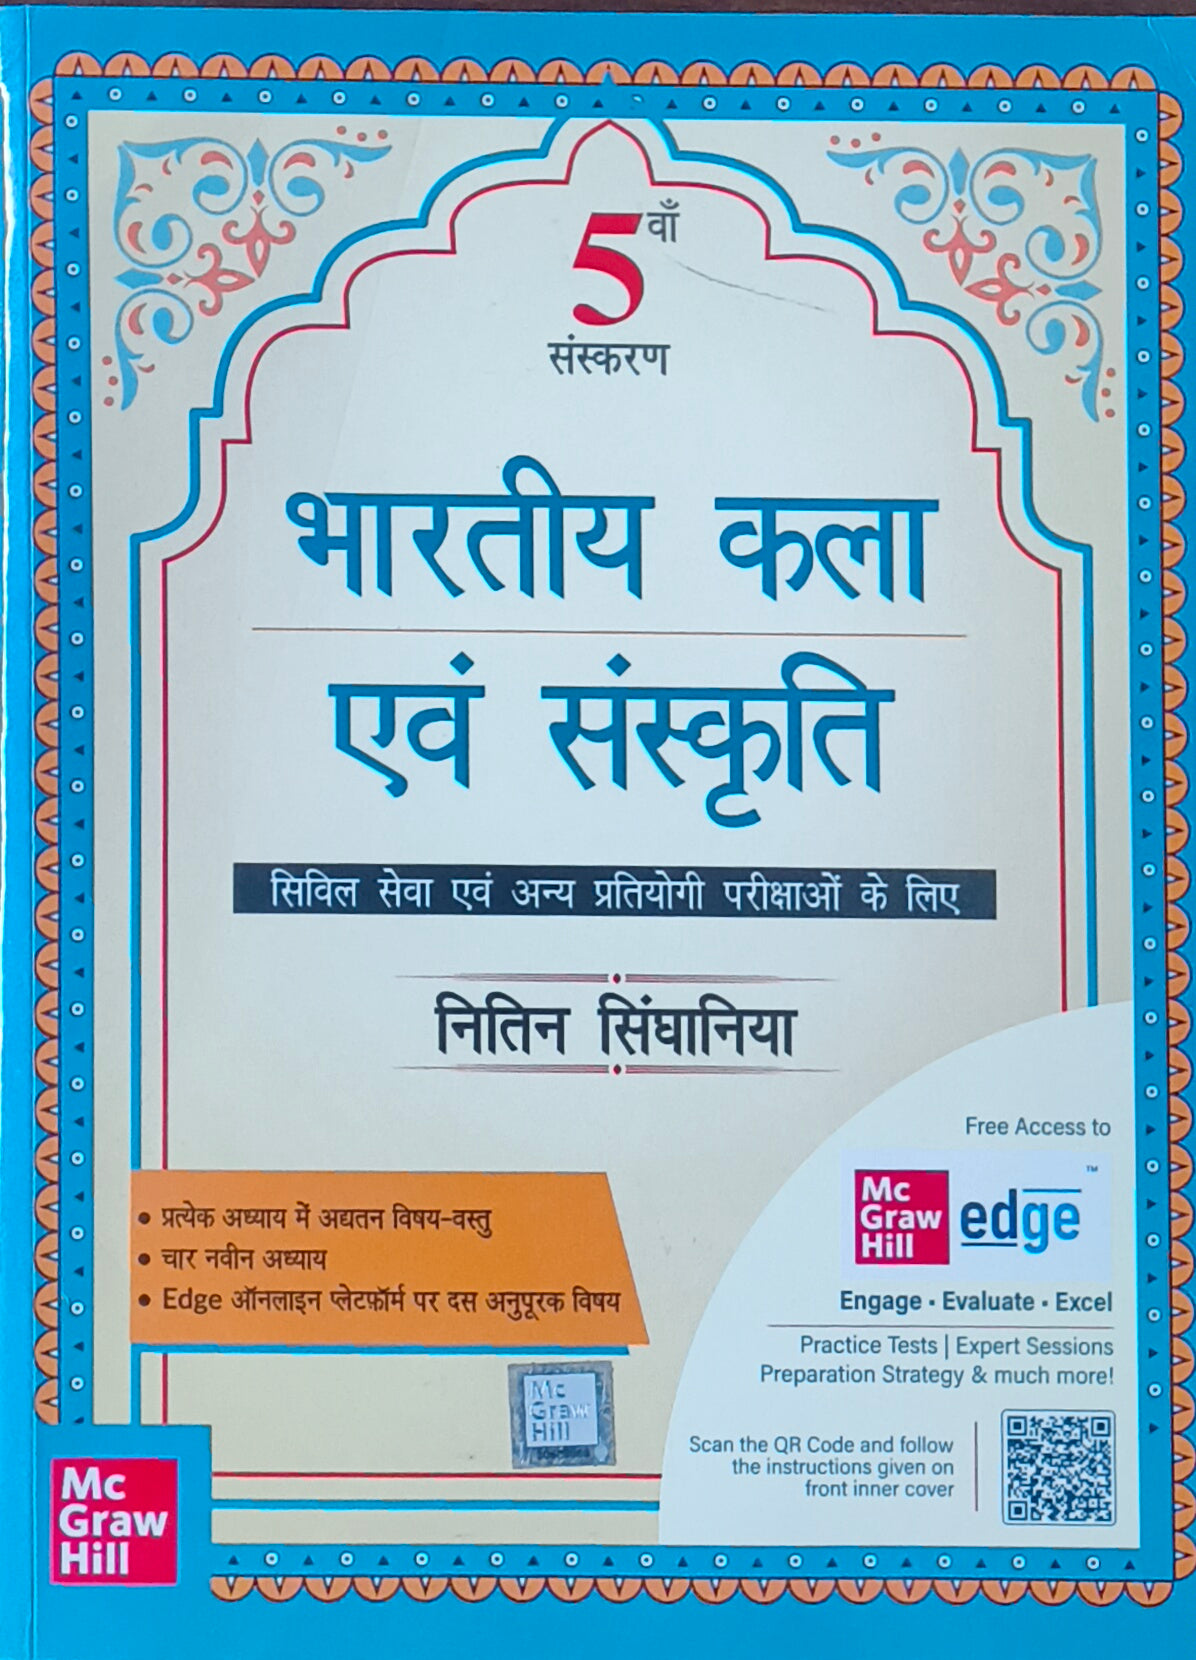 5वाँ
संस्करण
भारतीय कला
एवं संस्कृति
सिविल सेवा एवं अन्य प्रतियोगी परीक्षाओं के लिए
नितिन सिंघानिया
• प्रत्येक अध्याय में अद्यतन विषय-वस्तु
• चार नवीन अध्याय
• Edge ऑनलाइन प्लेटफ़ॉर्म पर दस अनुपूरक विषय
Mc
Graw
Hill
Free Access to
Mc
Graw
Hill
edge™
Engage · Evaluate · Excel
Practice Tests | Expert Sessions
Preparation Strategy & much more!
Scan the QR Code and follow
the instructions given on
front inner cover
Mc
Graw
Hill